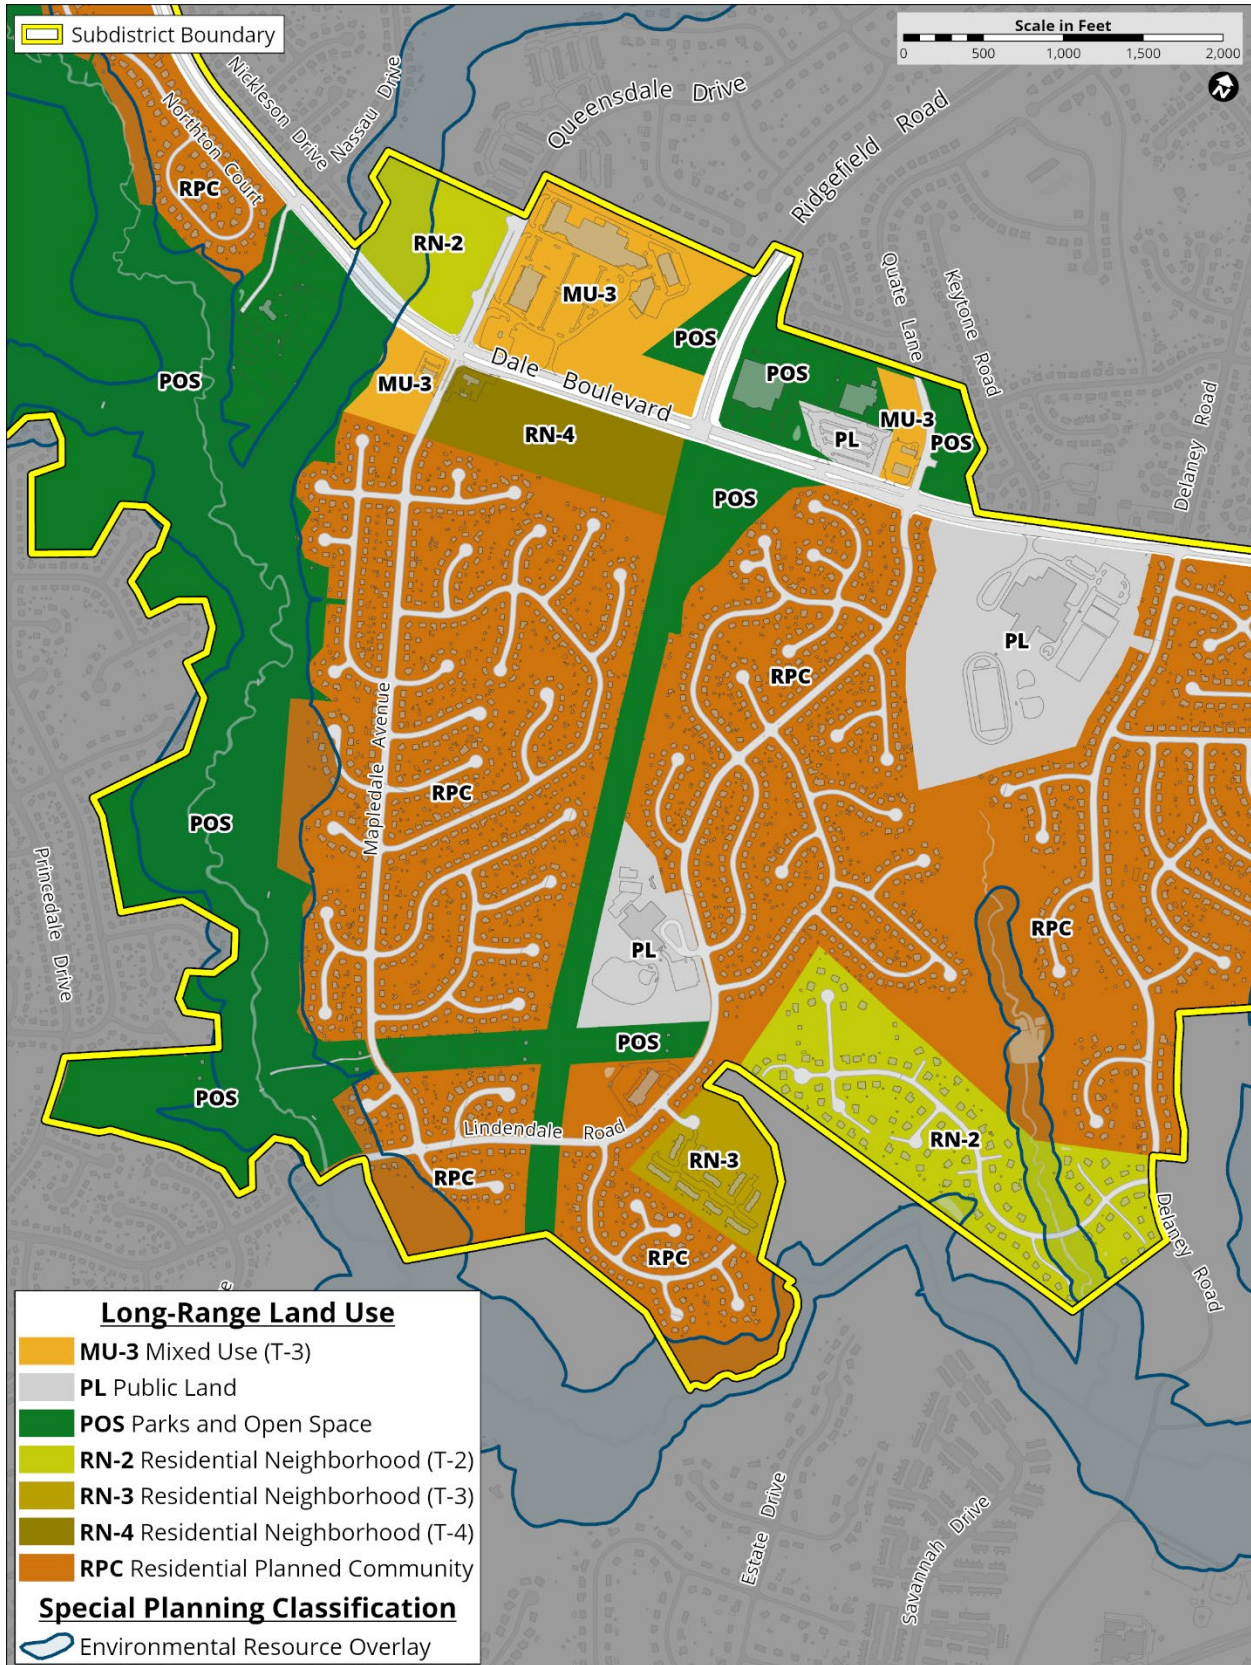 Subdistrict Boundary
Scale in Feet
0 500 1,000 1,500 2,000
N
Nickleson Drive
Nassau Drive
Northton Court
Queensdale Drive
Ridgefield Road
Quate Lane
Keytone Road
Delaney Road
RPC
RN-2
MU-3
POS
POS
POS
MU-3
Dale Boulevard
MU-3
POS
PL
RN-4
POS
PL
RPC
Mapledale Avenue
RPC
POS
Princedale Drive
RPC
PL
POS
POS
Lindendale Road
RN-2
RN-3
RPC
RPC
Delaney Road
e
Estate Drive
Savannah Drive
Long-Range Land Use
MU-3 Mixed Use (T-3)
PL Public Land
POS Parks and Open Space
RN-2 Residential Neighborhood (T-2)
RN-3 Residential Neighborhood (T-3)
RN-4 Residential Neighborhood (T-4)
RPC Residential Planned Community
Special Planning Classification
Environmental Resource Overlay